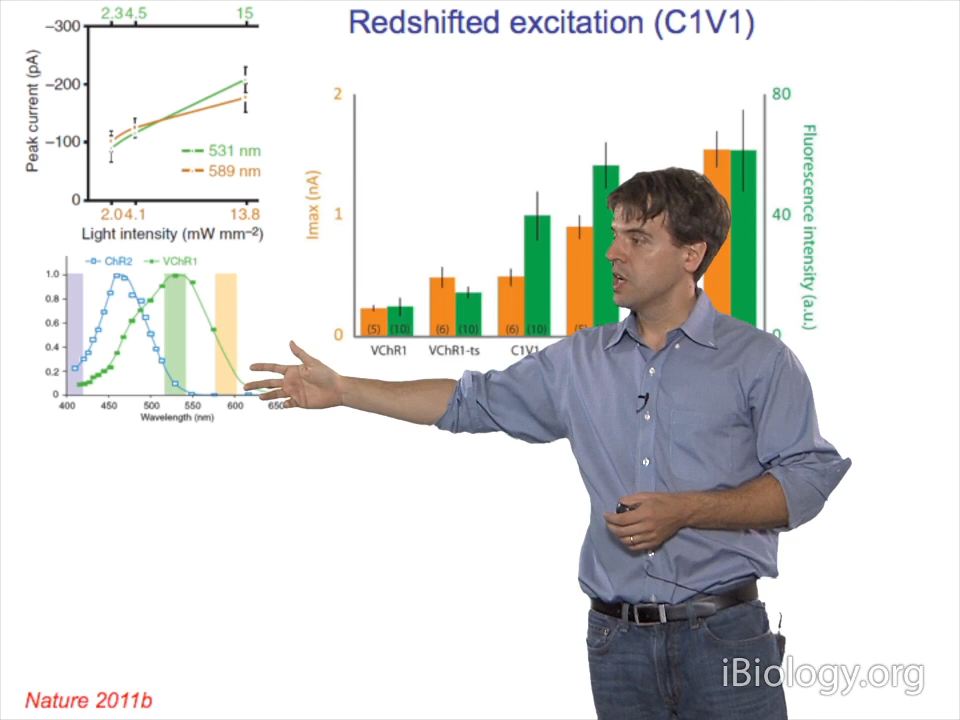 Redshifted excitation (C1V1)
2.3 4.5 15
−300
−200
−100
0
Peak current (pA)
531 nm
589 nm
2.0 4.1 13.8
Light intensity (mW mm−2)
ChR2 VChR1
1.0
0.8
0.6
0.4
0.2
0
400 450 500 550 600 650
Wavelength (nm)
2
1
0
Imax (nA)
80
40
0
Fluorescence intensity (a.u.)
(5) (10) (6) (10) (6) (10) (5)
VChR1 VChR1-ts C1V1
Nature 2011b
iBiology.org